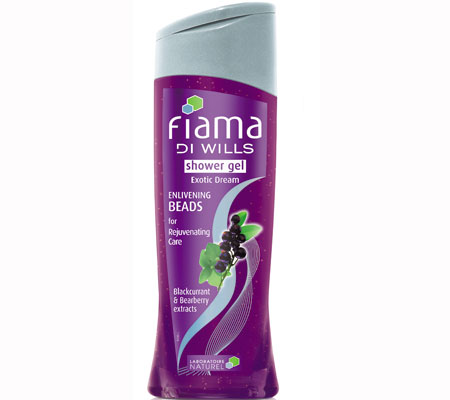 fiama
DI WILLS
shower gel
Exotic Dream
ENLIVENING
BEADS
for
Rejuvenating
Care
Blackcurrant
& Bearberry
extracts
LABORATOIRE
NATUREL